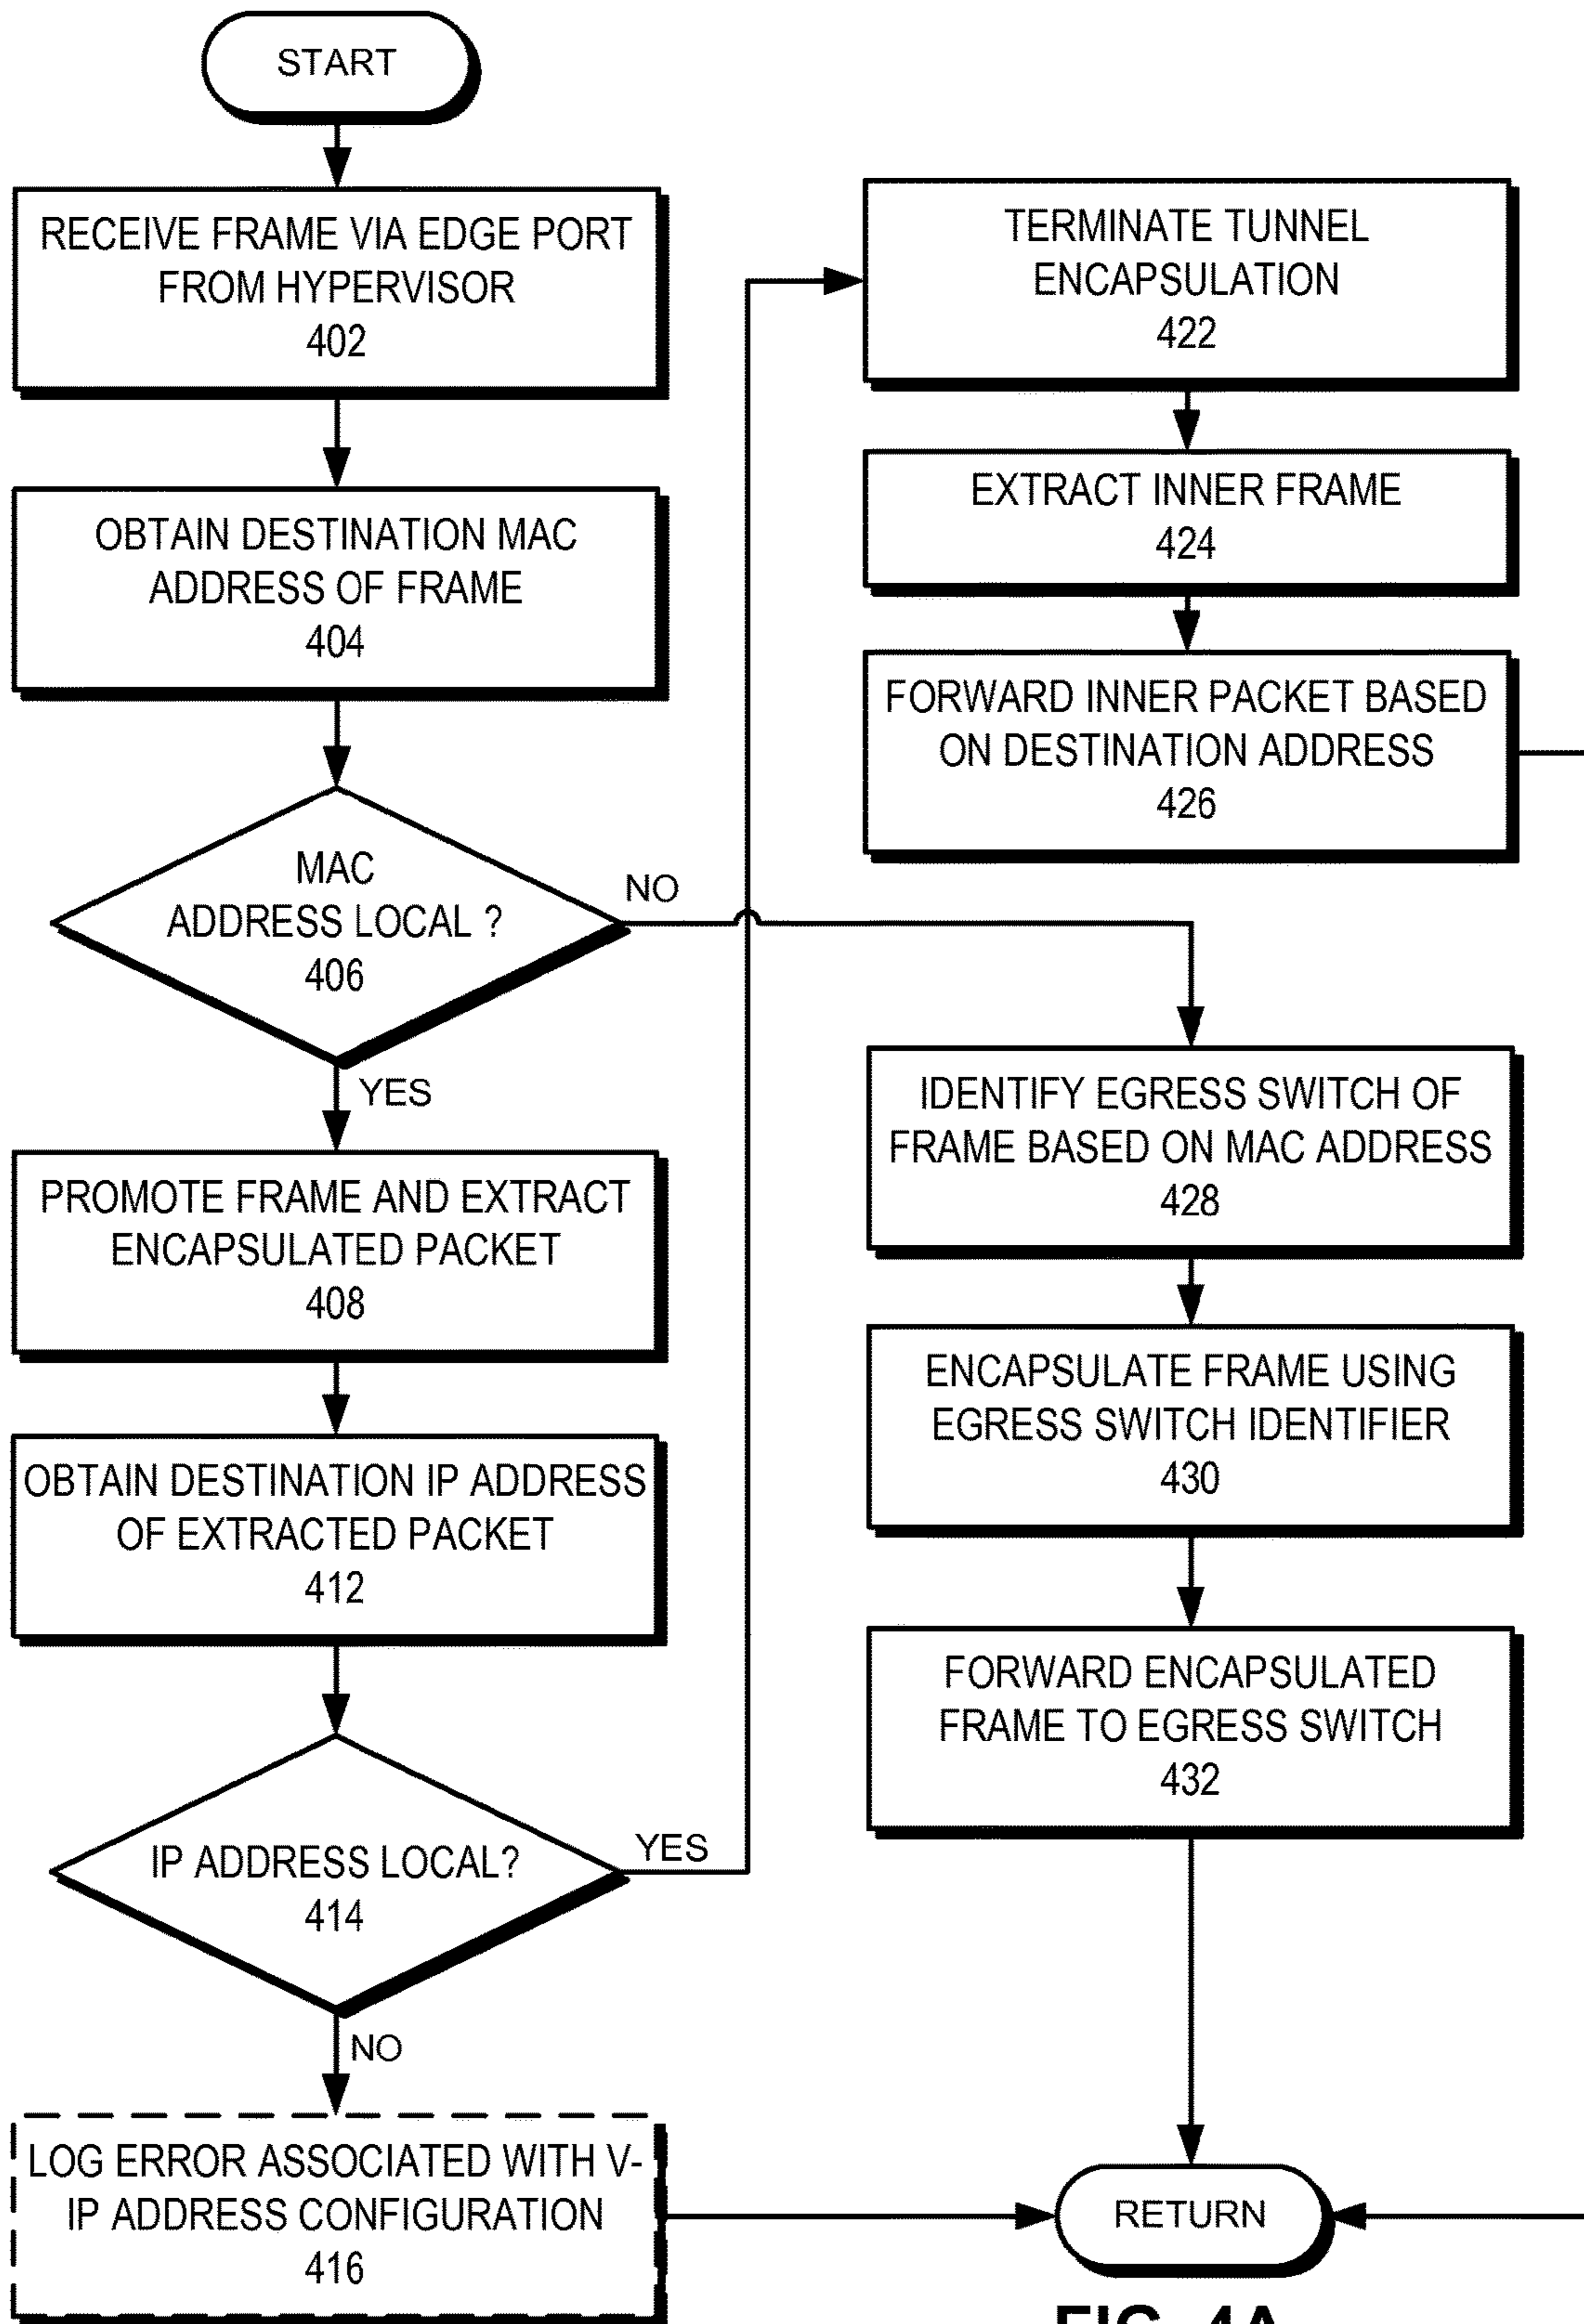 START
RECEIVE FRAME VIA EDGE PORT
FROM HYPERVISOR
402
OBTAIN DESTINATION MAC
ADDRESS OF FRAME
404
MAC
ADDRESS LOCAL ?
406
NO
YES
PROMOTE FRAME AND EXTRACT
ENCAPSULATED PACKET
408
OBTAIN DESTINATION IP ADDRESS
OF EXTRACTED PACKET
412
IP ADDRESS LOCAL?
414
YES
NO
LOG ERROR ASSOCIATED WITH V-
IP ADDRESS CONFIGURATION
416
TERMINATE TUNNEL
ENCAPSULATION
422
EXTRACT INNER FRAME
424
FORWARD INNER PACKET BASED
ON DESTINATION ADDRESS
426
IDENTIFY EGRESS SWITCH OF
FRAME BASED ON MAC ADDRESS
428
ENCAPSULATE FRAME USING
EGRESS SWITCH IDENTIFIER
430
FORWARD ENCAPSULATED
FRAME TO EGRESS SWITCH
432
RETURN
FIG. 4A